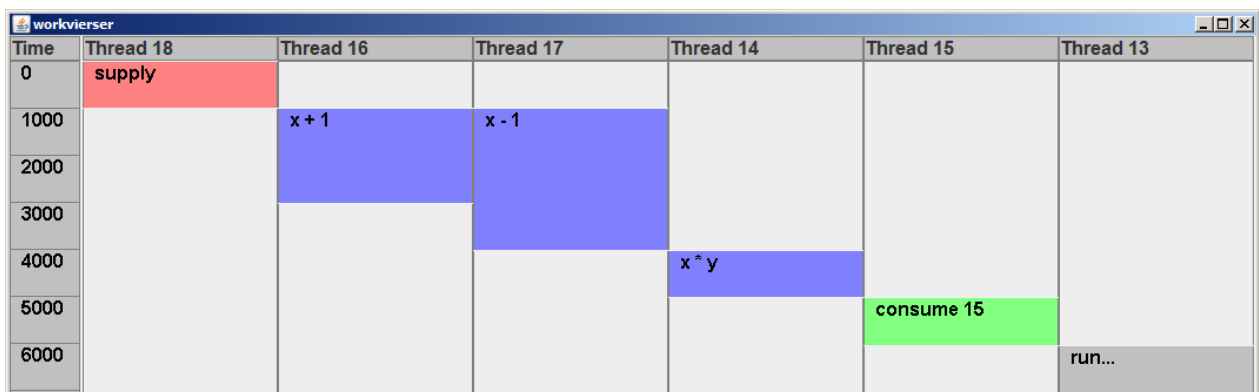 workvierser
Time Thread 18 Thread 16 Thread 17 Thread 14 Thread 15 Thread 13
0 supply
1000 x + 1 x - 1
2000
3000
4000 x * y
5000 consume 15
6000 run...